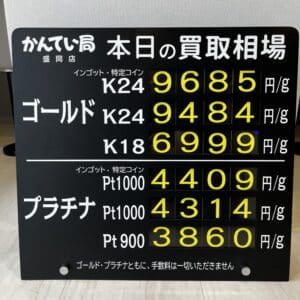 かんてい局 本日の買取相場
盛岡店
インゴット・特定コイン
K24 9685 円/g
ゴールド K24 9484 円/g
K18 6999 円/g
インゴット・特定コイン
Pt1000 4409 円/g
プラチナ Pt1000 4314 円/g
Pt900 3860 円/g
ゴールド・プラチナともに、手数料は一切いただきません